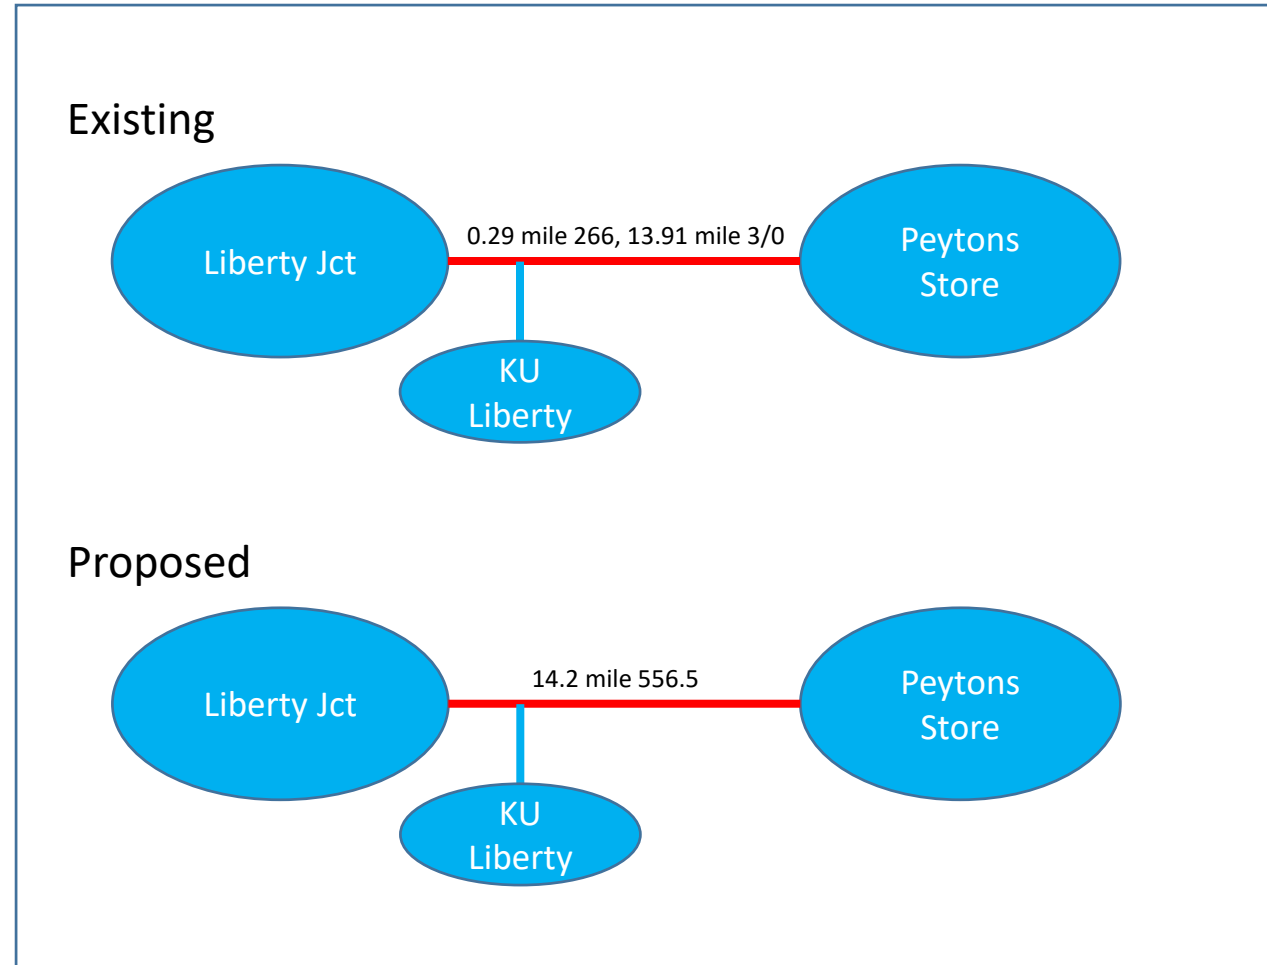 Existing
0.29 mile 266, 13.91 mile 3/0
Liberty Jct
Peytons
Store
KU
Liberty
Proposed
14.2 mile 556.5
Liberty Jct
Peytons
Store
KU
Liberty